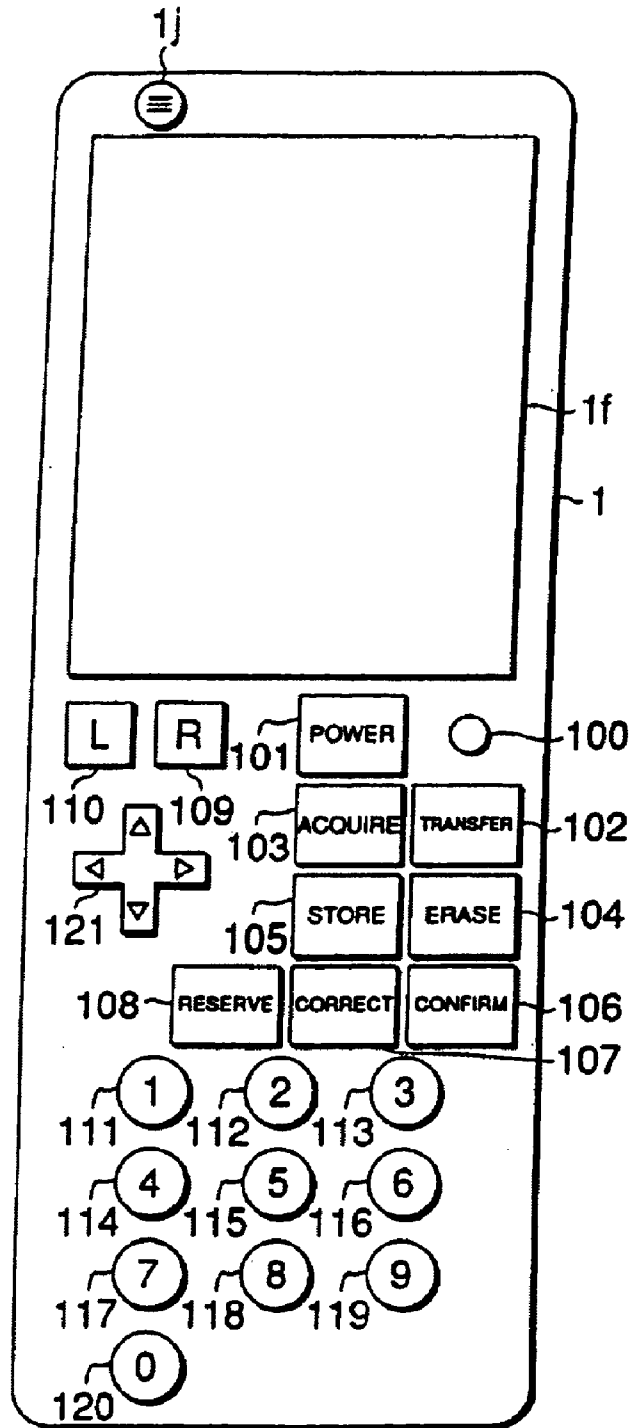 1j
1f
1
L R 101 POWER 100
110 109
103 ACQUIRE TRANSFER 102
121 105 STORE ERASE 104
108 RESERVE CORRECT CONFIRM 106
107
1 2 3
111 112 113
4 5 6
114 115 116
7 8 9
117 118 119
0
120